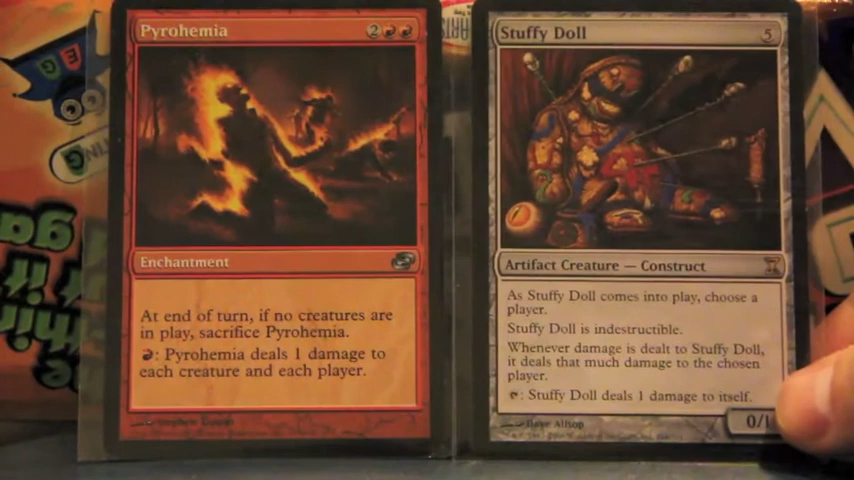 Pyrohemia 2
Enchantment
At end of turn, if no creatures are
in play, sacrifice Pyrohemia.
: Pyrohemia deals 1 damage to
each creature and each player.
Stuffy Doll 5
Artifact Creature — Construct
As Stuffy Doll comes into play, choose a
player.
Stuffy Doll is indestructible.
Whenever damage is dealt to Stuffy Doll,
it deals that much damage to the chosen
player.
: Stuffy Doll deals 1 damage to itself.
Dave Allsop
0/1